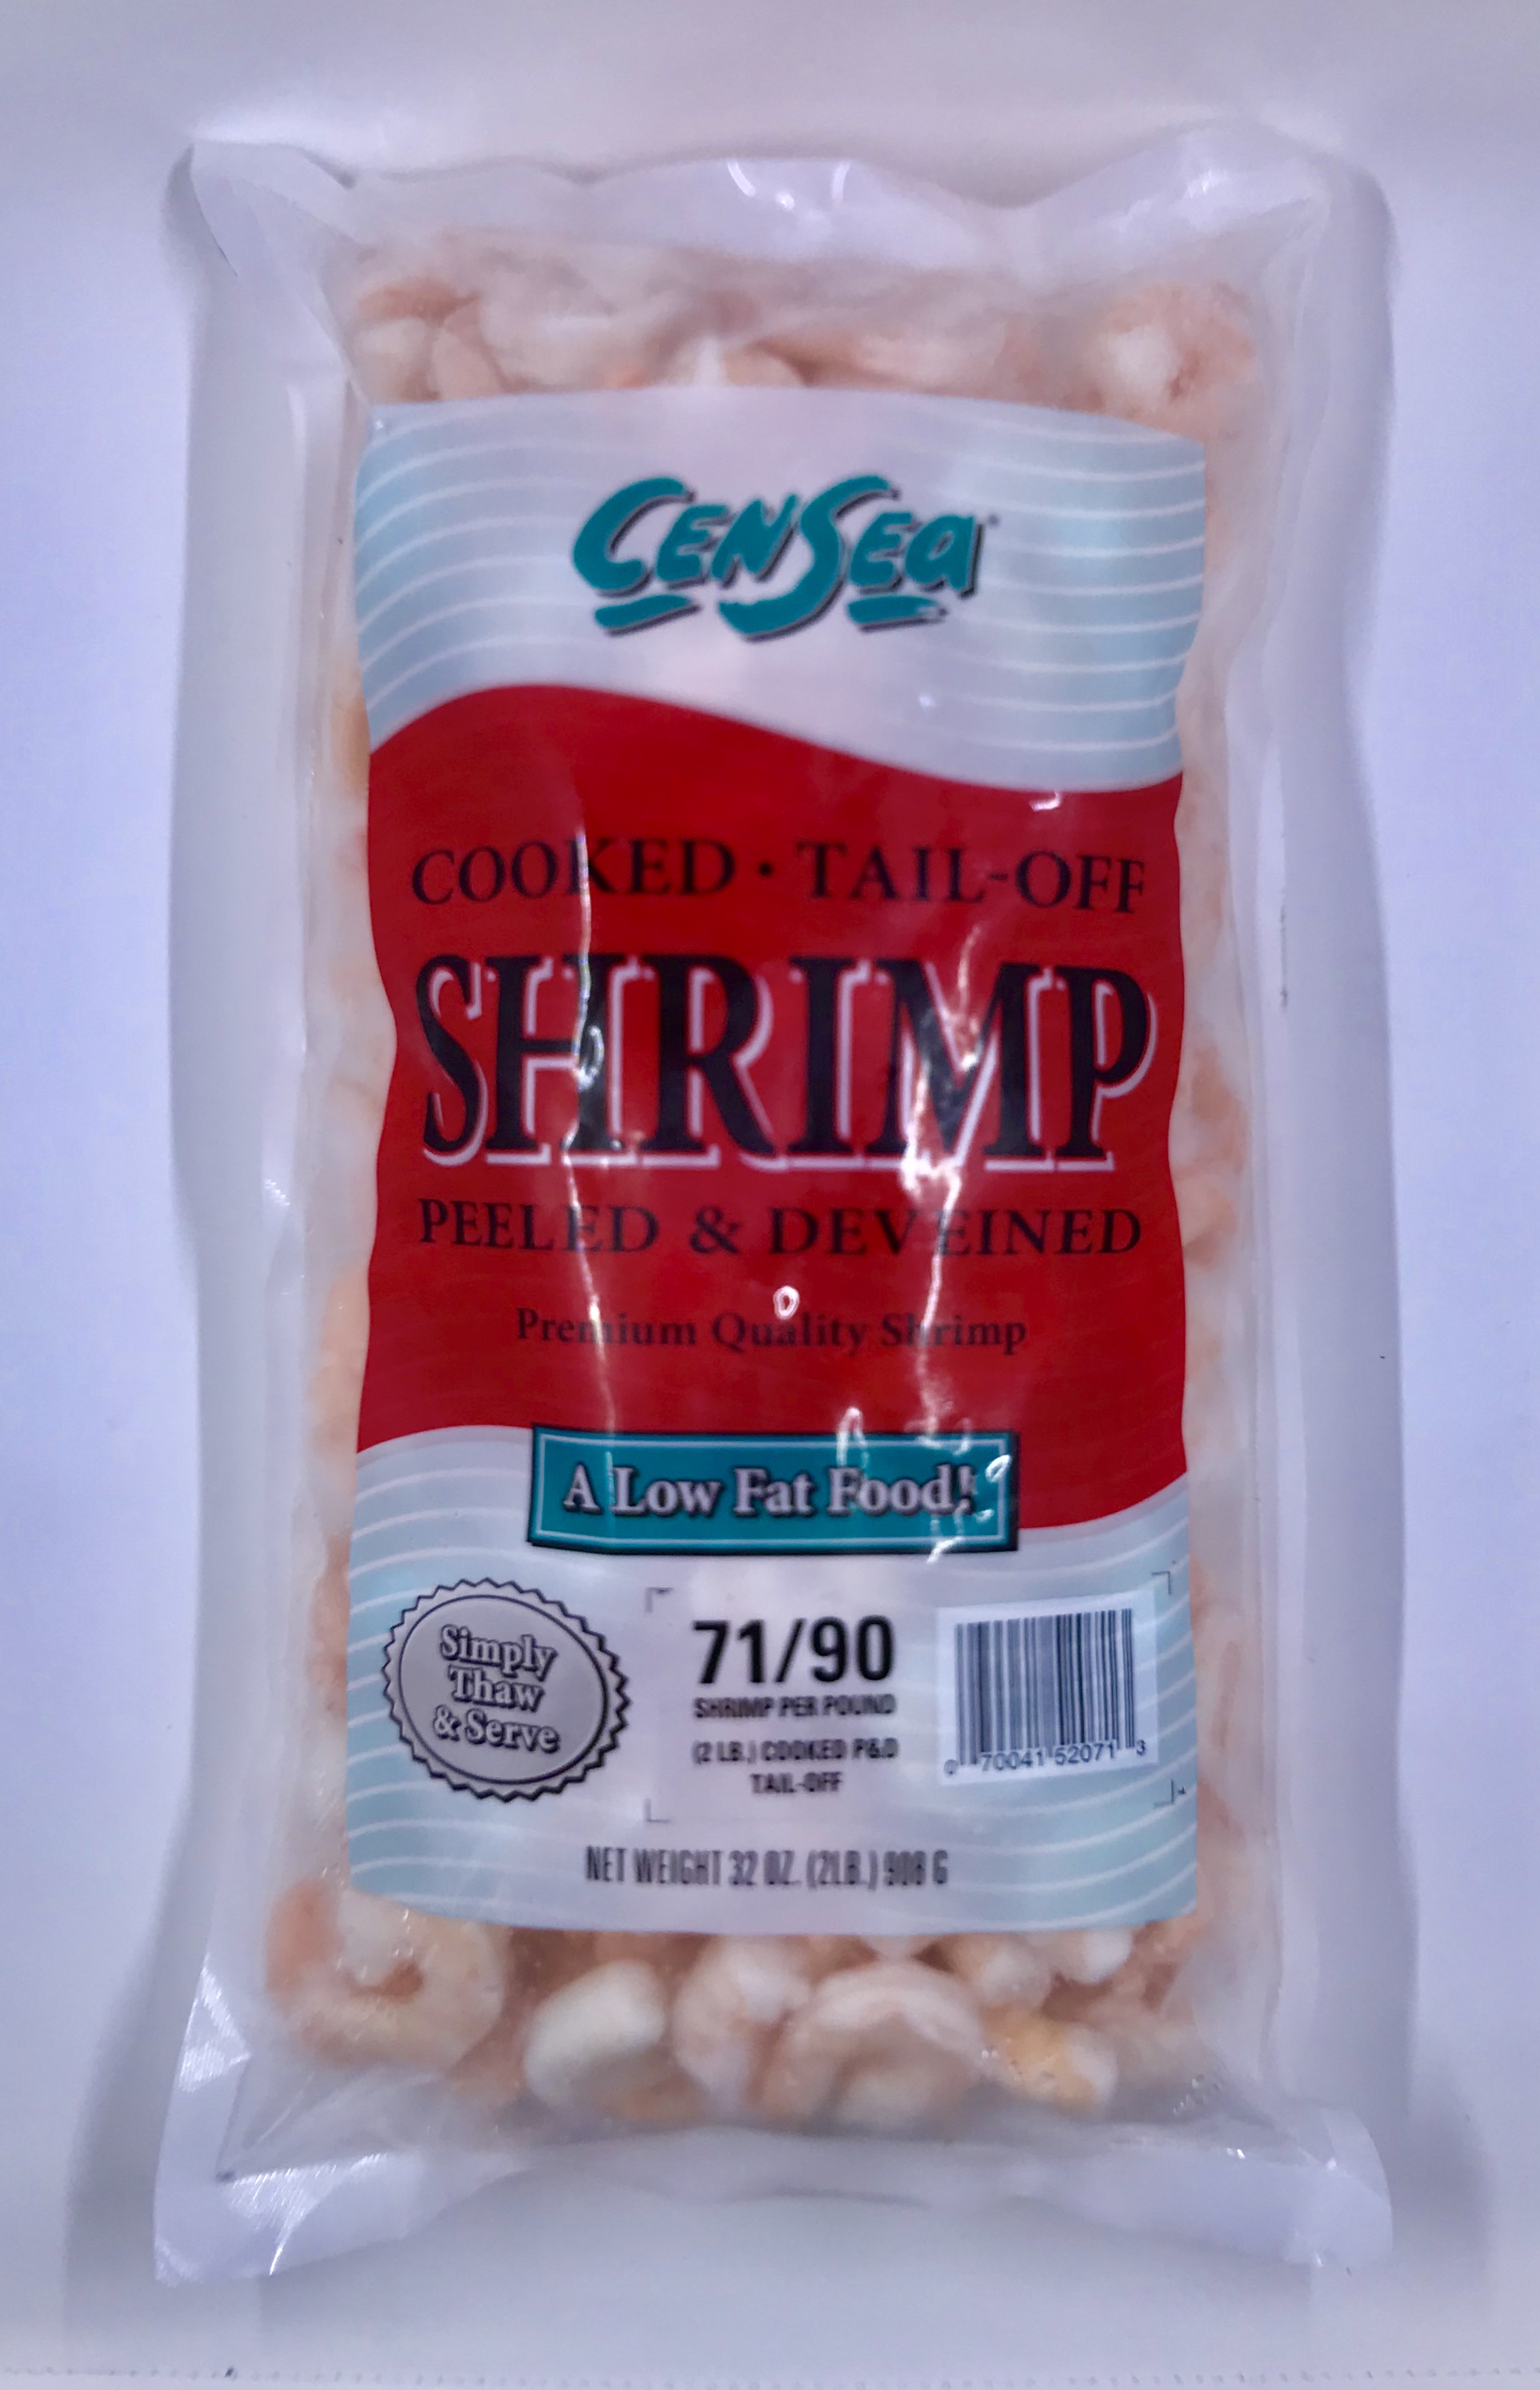 CENSEA
COOKED • TAIL-OFF
SHRIMP
PEELED & DEVEINED
Premium Quality Shrimp
A Low Fat Food!
Simply
Thaw
& Serve
71/90
SHRIMP PER POUND
(2 LB.) COOKED P&D
TAIL-OFF
0 70041 52071 3
NET WEIGHT 32 OZ. (2LB.) 908 G